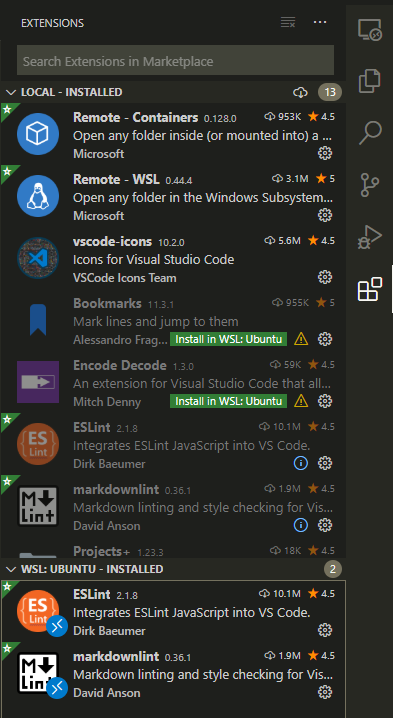 EXTENSIONS
Search Extensions in Marketplace
LOCAL - INSTALLED 13
Remote - Containers 0.128.0 953K 4.5
Open any folder inside (or mounted into) a ...
Microsoft
Remote - WSL 0.44.4 3.1M 5
Open any folder in the Windows Subsystem...
Microsoft
vscode-icons 10.2.0 5.6M 4.5
Icons for Visual Studio Code
VSCode Icons Team
Bookmarks 11.3.1 955K 5
Mark lines and jump to them
Alessandro Frag... Install in WSL: Ubuntu
Encode Decode 1.3.0 59K 4.5
An extension for Visual Studio Code that all...
Mitch Denny Install in WSL: Ubuntu
ES Lint
ESLint 2.1.8 10.1M 4.5
Integrates ESLint JavaScript into VS Code.
Dirk Baeumer
M Lint
markdownlint 0.36.1 1.9M 4.5
Markdown linting and style checking for Vis...
David Anson
Projects+ 1.23.3 18K 4.5
WSL: UBUNTU - INSTALLED 2
ES Lint
ESLint 2.1.8 10.1M 4.5
Integrates ESLint JavaScript into VS Code.
Dirk Baeumer
M Lint
markdownlint 0.36.1 1.9M 4.5
Markdown linting and style checking for Vis...
David Anson